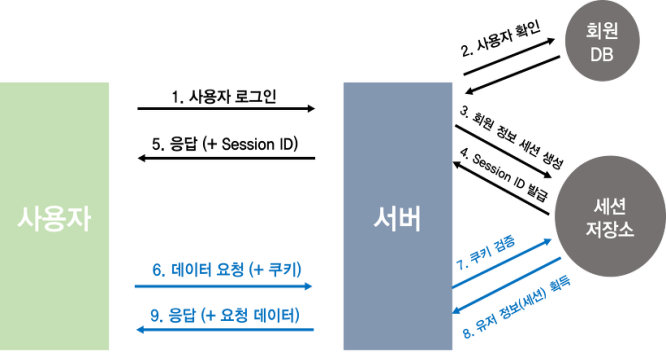 회원
DB
2. 사용자 확인
1. 사용자 로그인
3. 회원 정보 세션 생성
5. 응답 (+ Session ID)
4. Session ID 발급
사용자
서버
세션
저장소
6. 데이터 요청 (+ 쿠키)
7. 쿠키 검증
9. 응답 (+ 요청 데이터)
8. 유저 정보(세션) 획득